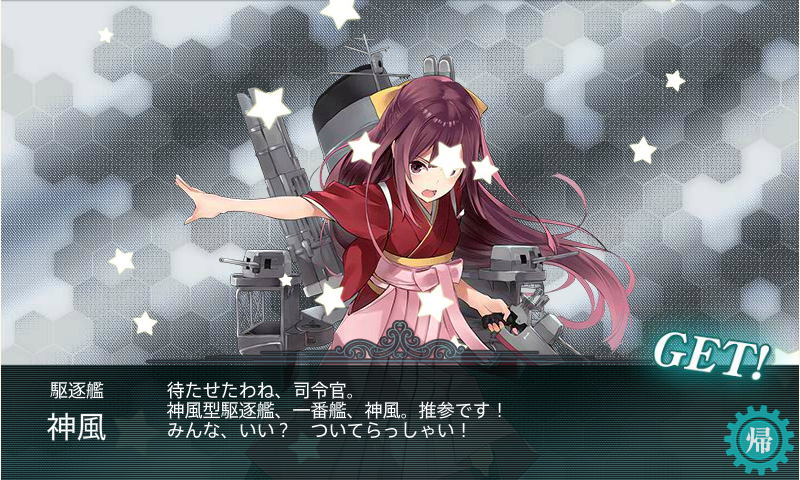 GET!
駆逐艦
神風
待たせたわね、司令官。
神風型駆逐艦、一番艦、神風。推参です！
みんな、いい？　ついてらっしゃい！
帰